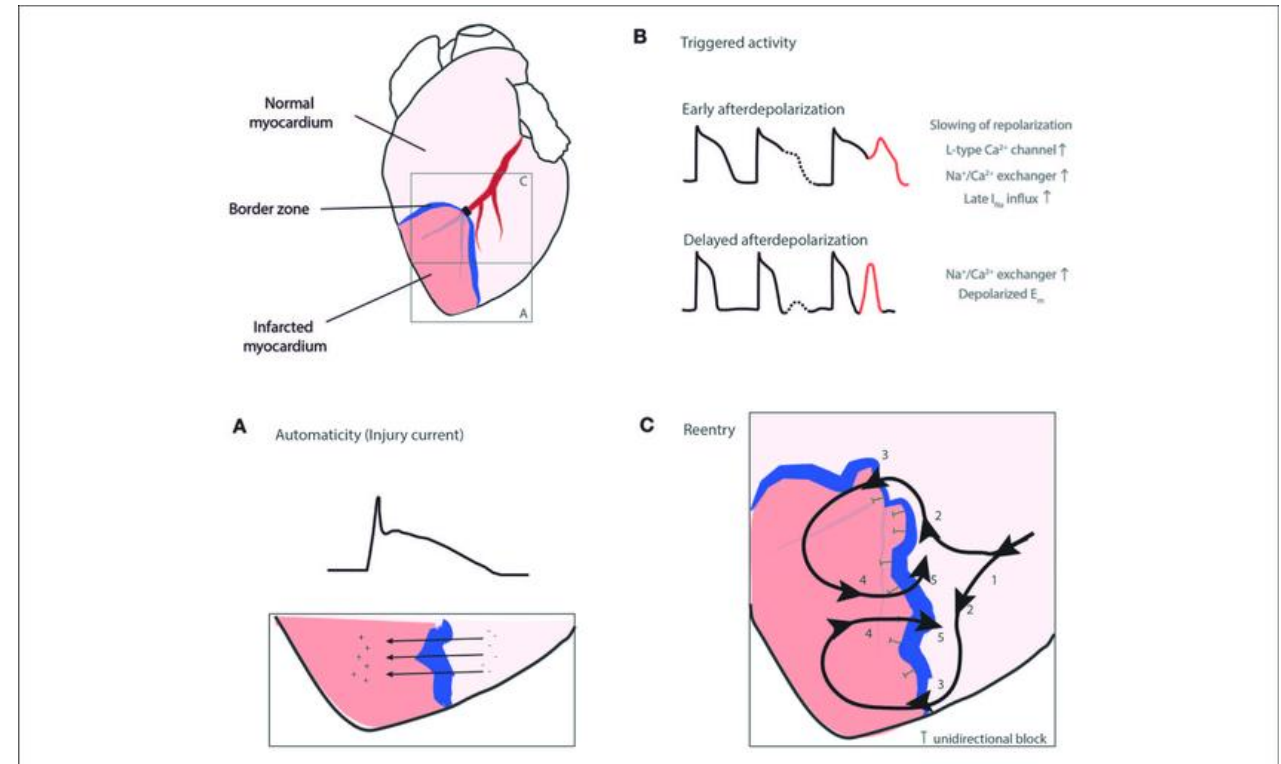 Normal
myocardium
Border zone
Infarcted
myocardium
C
A
B Triggered activity
Early afterdepolarization
Slowing of repolarization
L-type Ca²⁺ channel ↑
Na⁺/Ca²⁺ exchanger ↑
Late I_Na influx ↑
Delayed afterdepolarization
Na⁺/Ca²⁺ exchanger ↑
Depolarized E_m
A Automaticity (Injury current)
+ + + + + +
- - - - - -
C Reentry
3
2
1
4
5
2
4
5
3
unidirectional block